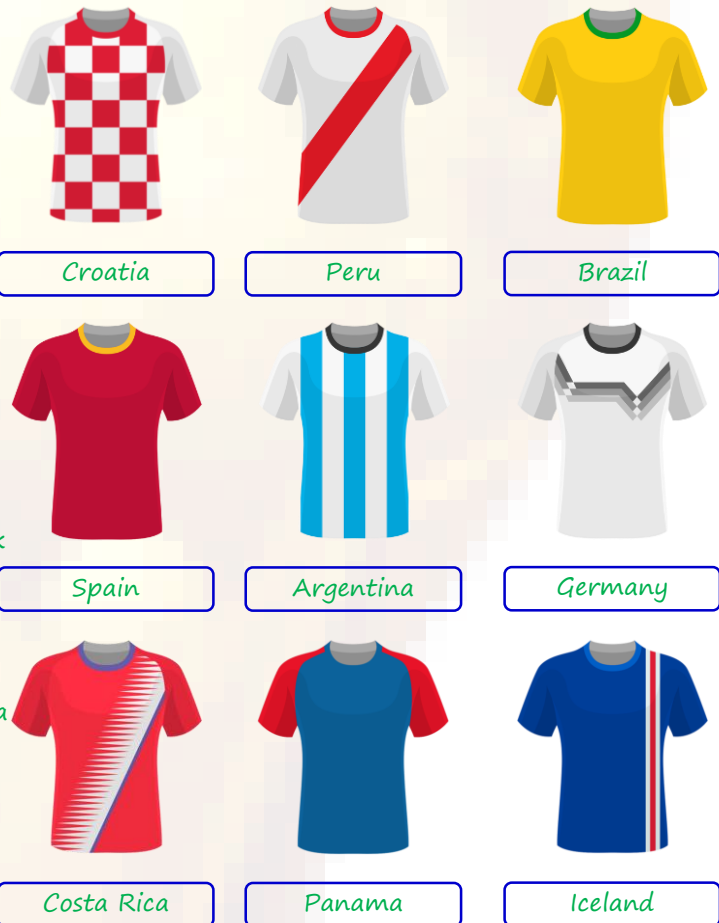 Croatia
Peru
Brazil
Spain
Argentina
Germany
Costa Rica
Panama
Iceland